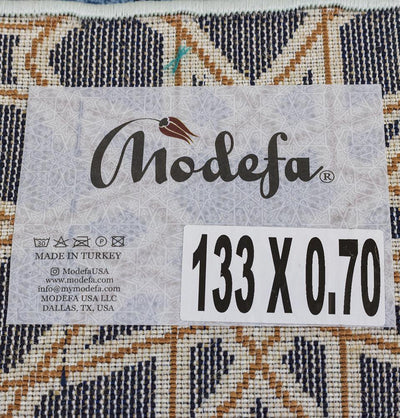 Modefa®
MADE IN TURKEY
ModefaUSA
www.modefa.com
info@mymodefa.com
MODEFA USA LLC
DALLAS, TX, USA
133 X 0.70